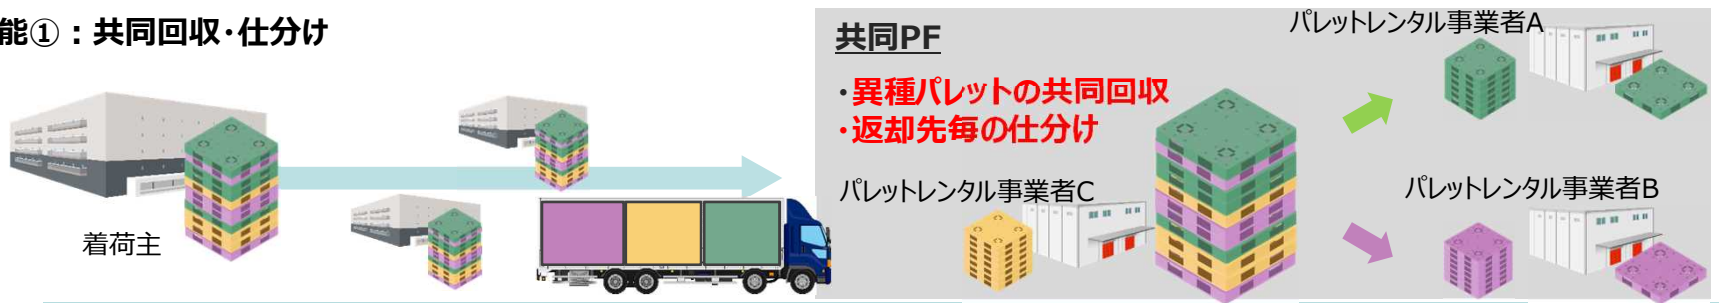 能①：共同回収・仕分け
着荷主
共同PF
・異種パレットの共同回収
・返却先毎の仕分け
パレットレンタル事業者C
パレットレンタル事業者A
パレットレンタル事業者B